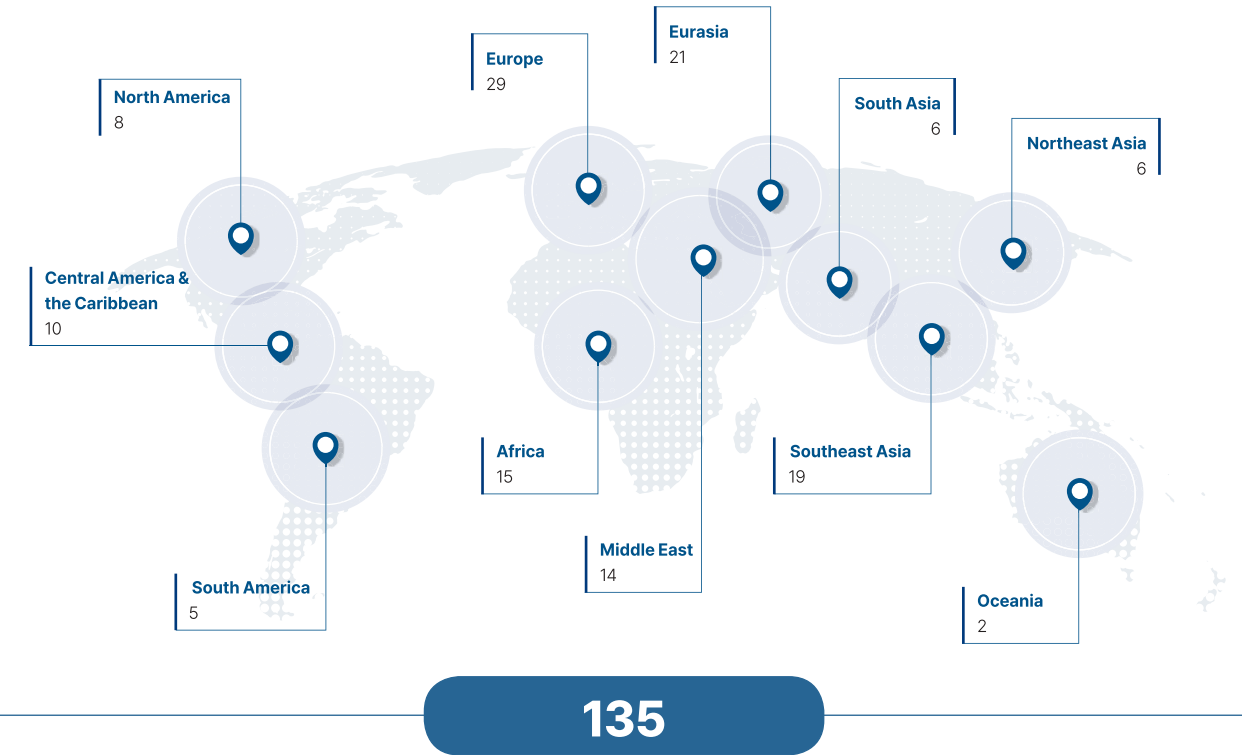 Eurasia
21
Europe
29
North America
8
South Asia
6
Northeast Asia
6
Central America &
the Caribbean
10
Africa
15
Southeast Asia
19
Middle East
14
South America
5
Oceania
2
135